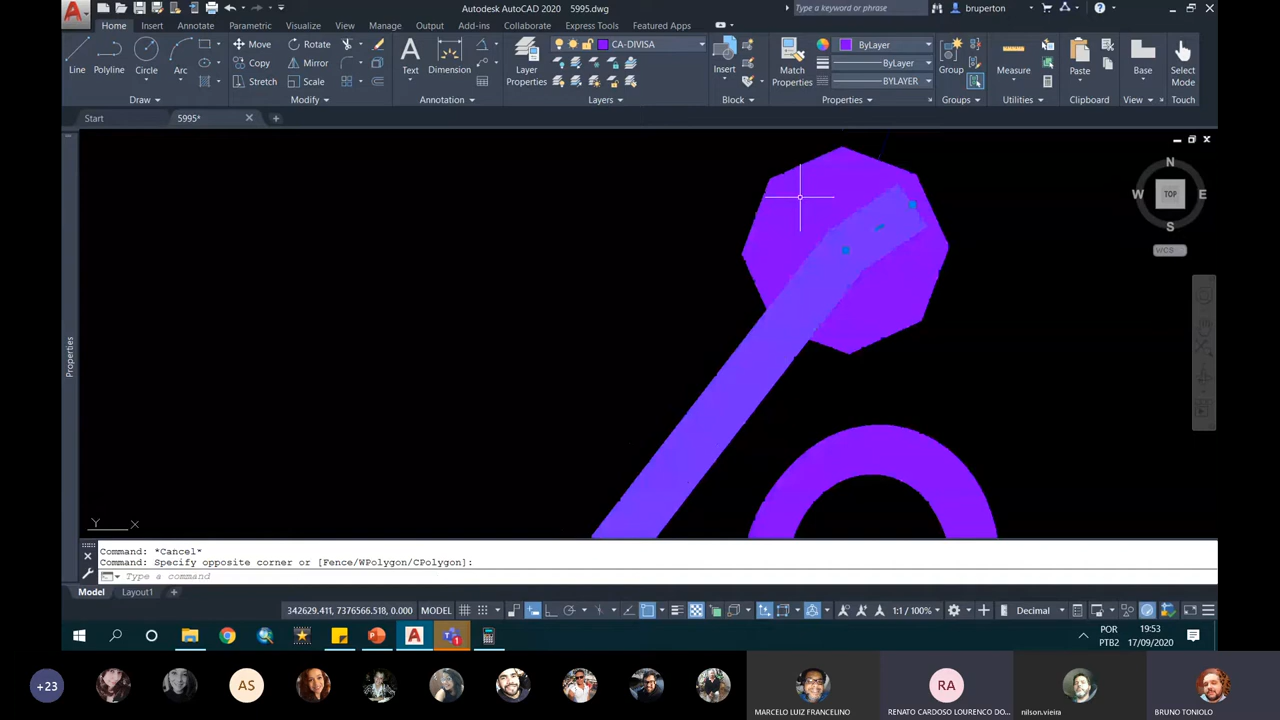 Autodesk AutoCAD 2020 5995.dwg
Type a keyword or phrase
bruperton
Home Insert Annotate Parametric Visualize View Manage Output Add-ins Collaborate Express Tools Featured Apps
Line Polyline Circle Arc
Move Rotate
Copy Mirror
Stretch Scale
Text Dimension
Layer Properties
CA-DIVISA
Insert
Match Properties
ByLayer
ByLayer
BYLAYER
Group
Measure
Paste
Base
Select Mode
Draw Modify Annotation Layers Block Properties Groups Utilities Clipboard View Touch
Start 5995*
N
W TOP E
S
WCS
Properties
Y X
Command: *Cancel*
Command: Specify opposite corner or [Fence/WPolygon/CPolygon]:
Type a command
Model Layout1
342629.411, 7376566.518, 0.000 MODEL 1:1 / 100% Decimal
POR
PTB2
19:53
17/09/2020
+23
AS
RA
MARCELO LUIZ FRANCELINO
RENATO CARDOSO LOURENCO DO...
nilson.vieira
BRUNO TONIOLO